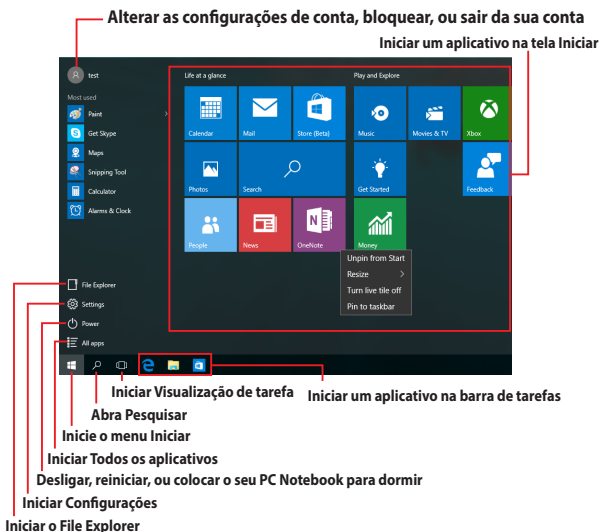 Alterar as configurações de conta, bloquear, ou sair da sua conta
Iniciar um aplicativo na tela Iniciar
test
Life at a glance
Play and Explore
Most used
Paint
Get Skype
Maps
Snipping Tool
Calculator
Alarms & Clock
Calendar
Mail
Store (Beta)
Music
Movies & TV
Xbox
Photos
Search
Get Started
Feedback
People
News
OneNote
Money
Unpin from Start
Resize
Turn live tile off
Pin to taskbar
File Explorer
Settings
Power
All apps
Iniciar Visualização de tarefa
Iniciar um aplicativo na barra de tarefas
Abra Pesquisar
Inicie o menu Iniciar
Iniciar Todos os aplicativos
Desligar, reiniciar, ou colocar o seu PC Notebook para dormir
Iniciar Configurações
Iniciar o File Explorer